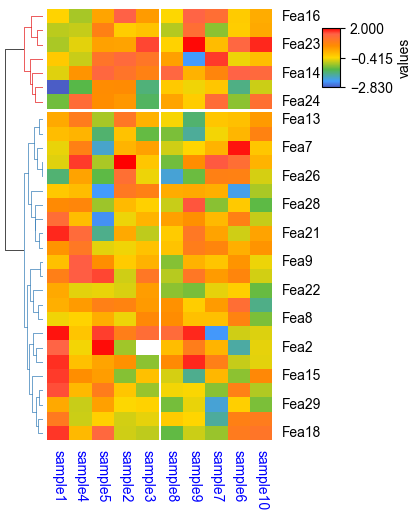 Fea16
Fea23
Fea14
Fea24
Fea13
Fea7
Fea26
Fea28
Fea21
Fea9
Fea22
Fea8
Fea2
Fea15
Fea29
Fea18
sample1
sample4
sample5
sample2
sample3
sample8
sample9
sample7
sample6
sample10
2.000
−0.415
−2.830
values